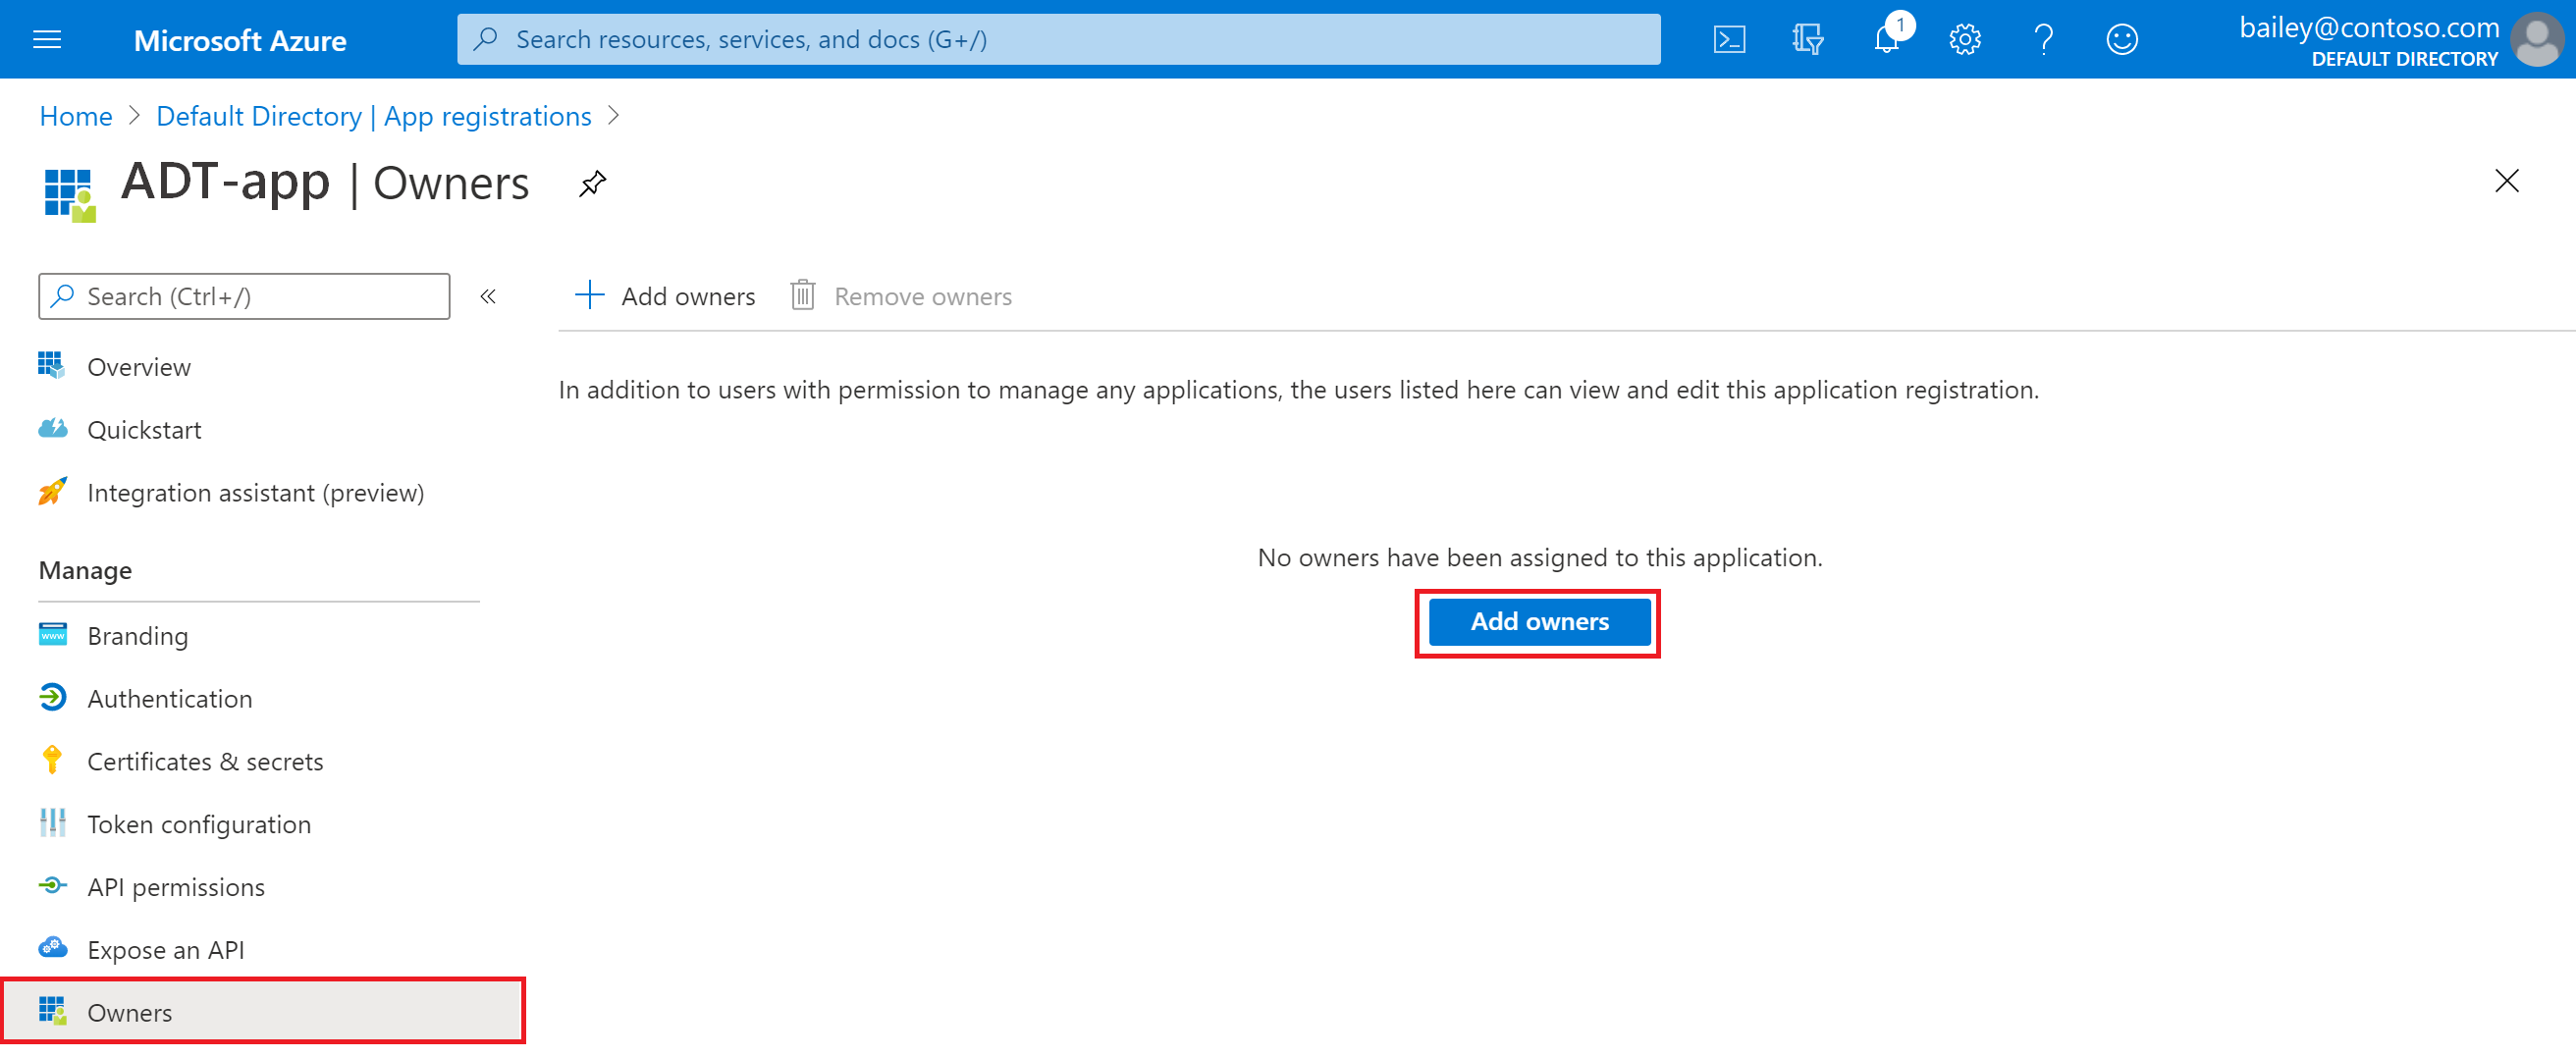 Microsoft Azure
Search resources, services, and docs (G+/)
1
bailey@contoso.com
DEFAULT DIRECTORY
Home > Default Directory | App registrations >
ADT-app | Owners
Search (Ctrl+/)
«
Add owners
Remove owners
Overview
Quickstart
Integration assistant (preview)
Manage
Branding
Authentication
Certificates & secrets
Token configuration
API permissions
Expose an API
Owners
In addition to users with permission to manage any applications, the users listed here can view and edit this application registration.
No owners have been assigned to this application.
Add owners